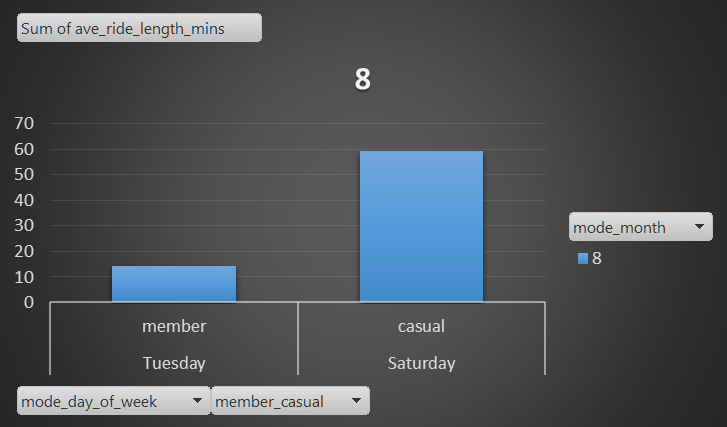 Sum of ave_ride_length_mins
8
70
60
50
40
30
20
10
0
mode_month
8
member casual
Tuesday Saturday
mode_day_of_week member_casual